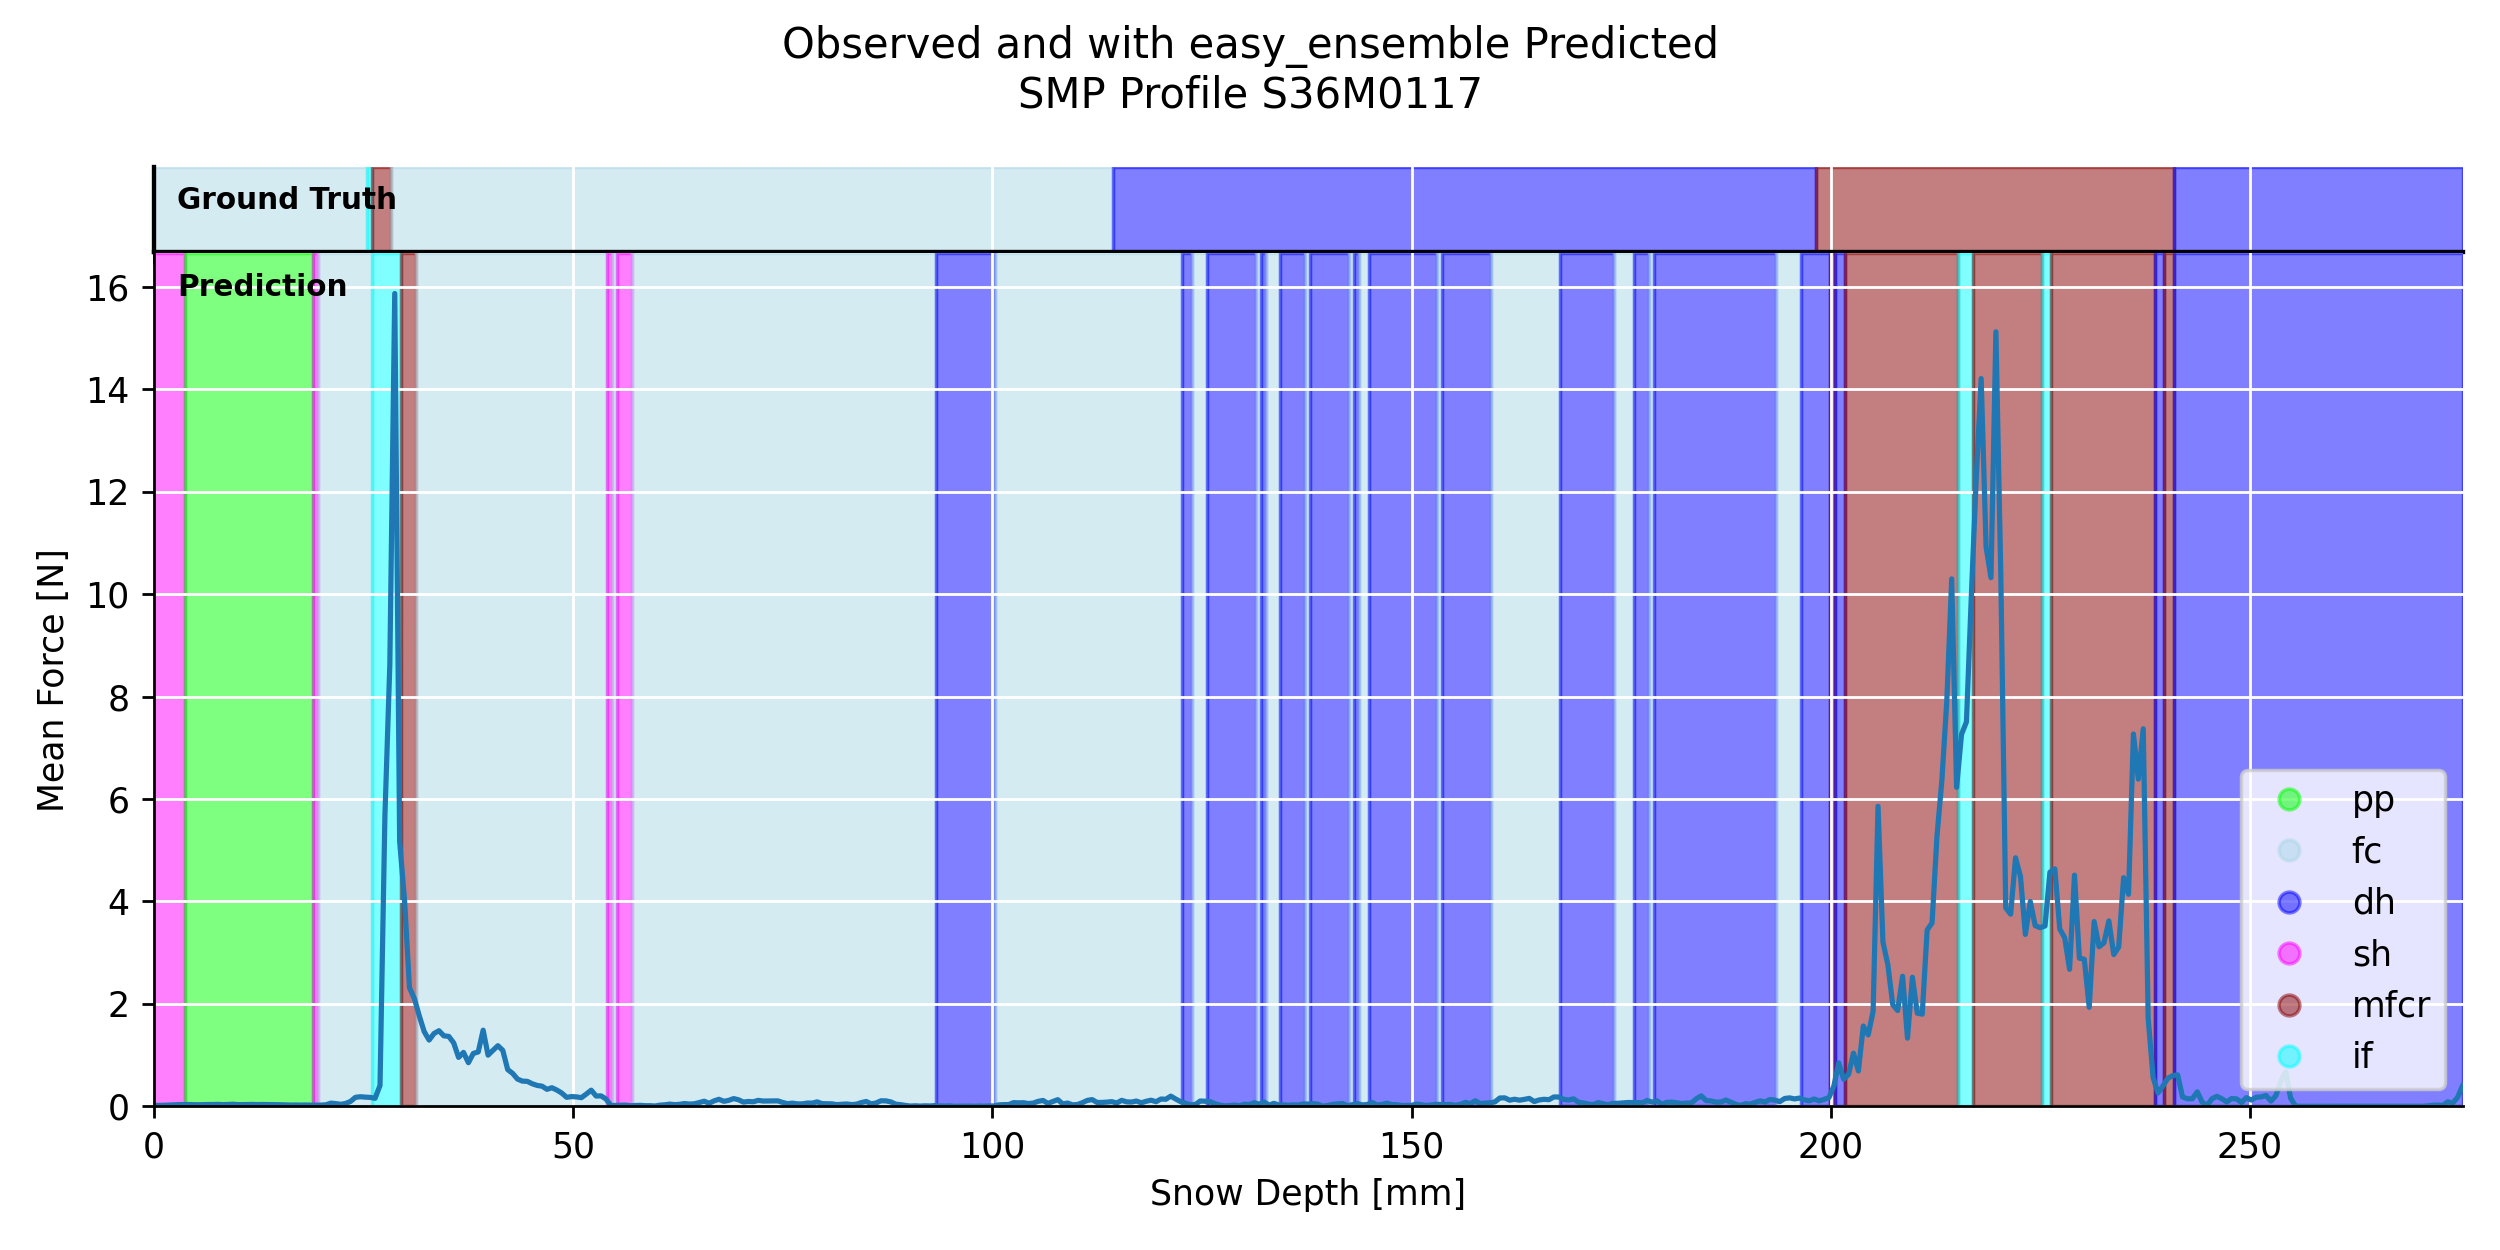 Observed and with easy_ensemble Predicted
SMP Profile S36M0117
Ground Truth
Prediction
16
14
12
10
8
6
4
2
0
Mean Force [N]
pp
fc
dh
sh
mfcr
if
0 50 100 150 200 250
Snow Depth [mm]